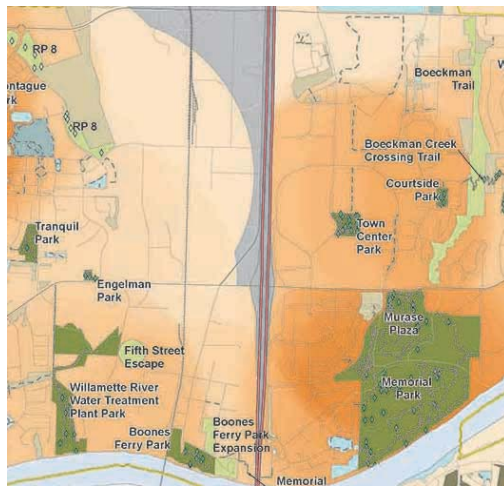 RP 8
Boeckman
Trail
ontague
rk
RP 8
Boeckman Creek
Crossing Trail
Courtside
Park
Tranquil
Park
Town
Center
Park
Engelman
Park
Murase
Plaza
Fifth Street
Escape
Willamette River
Water Treatment
Plant Park
Memorial
Park
Boones
Ferry Park
Boones
Ferry Park
Expansion
Memorial
W